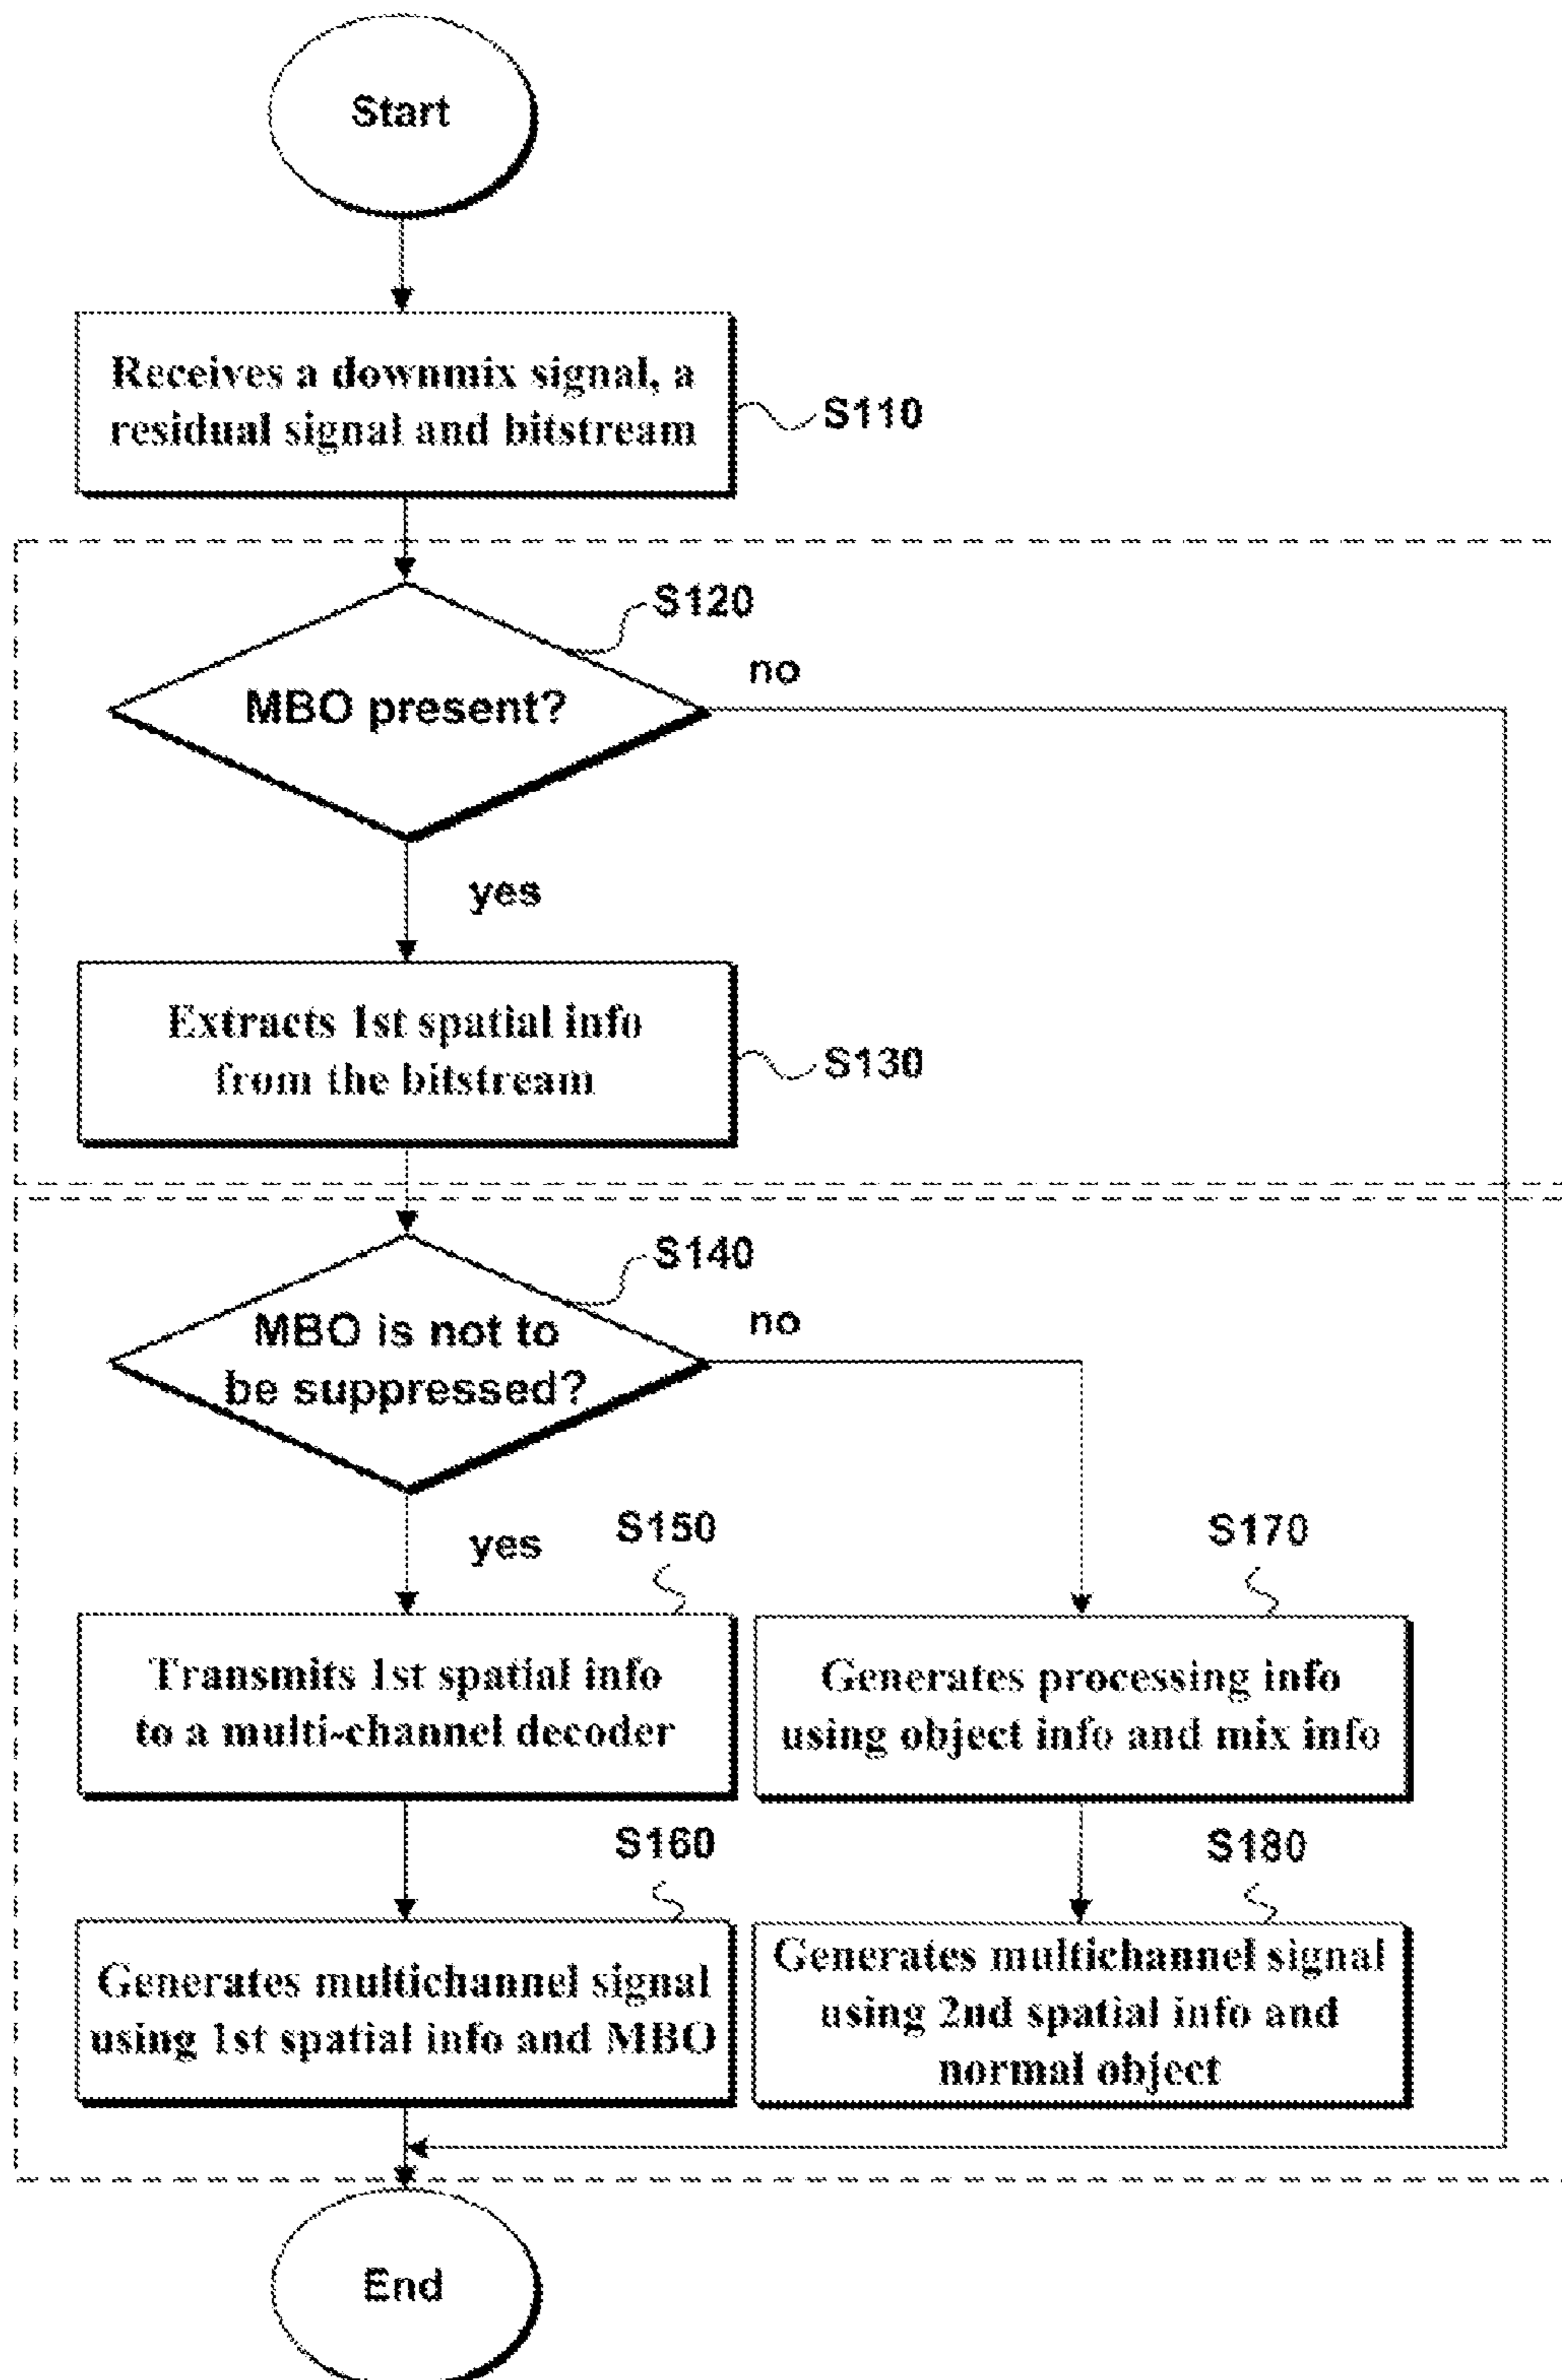 Start
Receives a downmix signal, a
residual signal and bitstream
S110
S120
no
MBO present?
yes
Extracts 1st spatial info
from the bitstream
S130
S140
no
MBO is not to
be suppressed?
yes
S150
S170
Transmits 1st spatial info
to a multi-channel decoder
Generates processing info
using object info and mix info
S160
S180
Generates multichannel signal
using 1st spatial info and MBO
Generates multichannel signal
using 2nd spatial info and
normal object
End